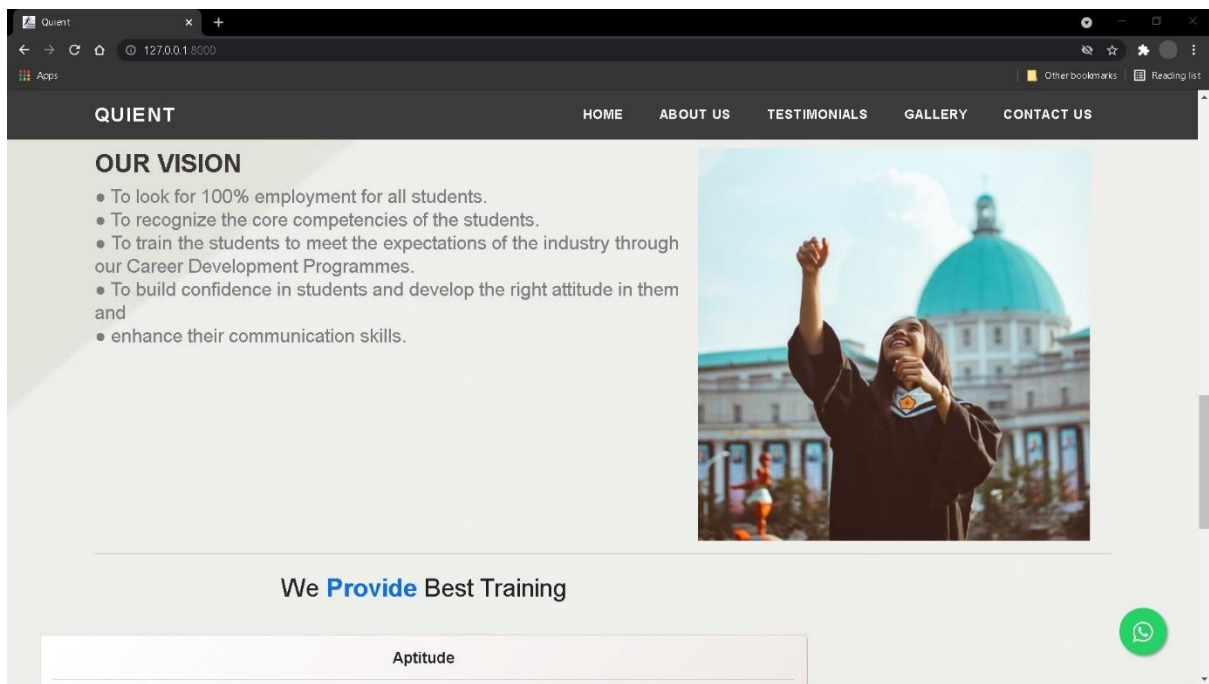 Quient
127.0.0.1:8000
Apps
Other bookmarks
Reading list
QUIENT HOME ABOUT US TESTIMONIALS GALLERY CONTACT US
OUR VISION
● To look for 100% employment for all students.
● To recognize the core competencies of the students.
● To train the students to meet the expectations of the industry through
our Career Development Programmes.
● To build confidence in students and develop the right attitude in them
and
● enhance their communication skills.
We Provide Best Training
Aptitude